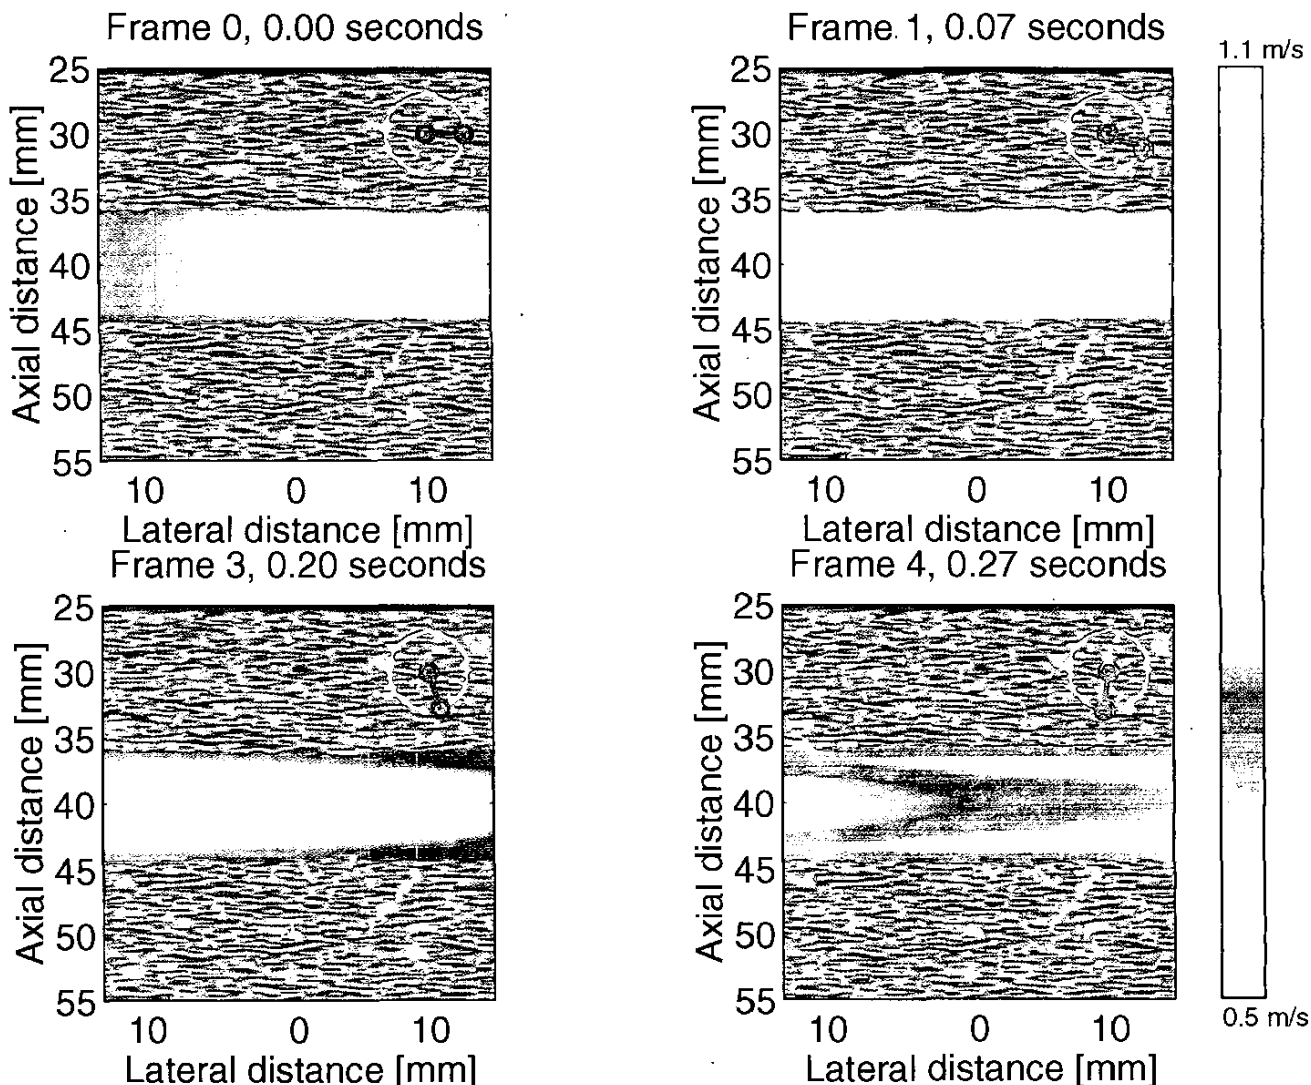 Frame 0, 0.00 seconds
25
30
35
40
45
50
55
Axial distance [mm]
10 0 10
Lateral distance [mm]
Frame 1, 0.07 seconds
25
30
35
40
45
50
55
Axial distance [mm]
10 0 10
Lateral distance [mm]
1.1 m/s
0.5 m/s
Frame 3, 0.20 seconds
25
30
35
40
45
50
55
Axial distance [mm]
10 0 10
Lateral distance [mm]
Frame 4, 0.27 seconds
25
30
35
40
45
50
55
Axial distance [mm]
10 0 10
Lateral distance [mm]